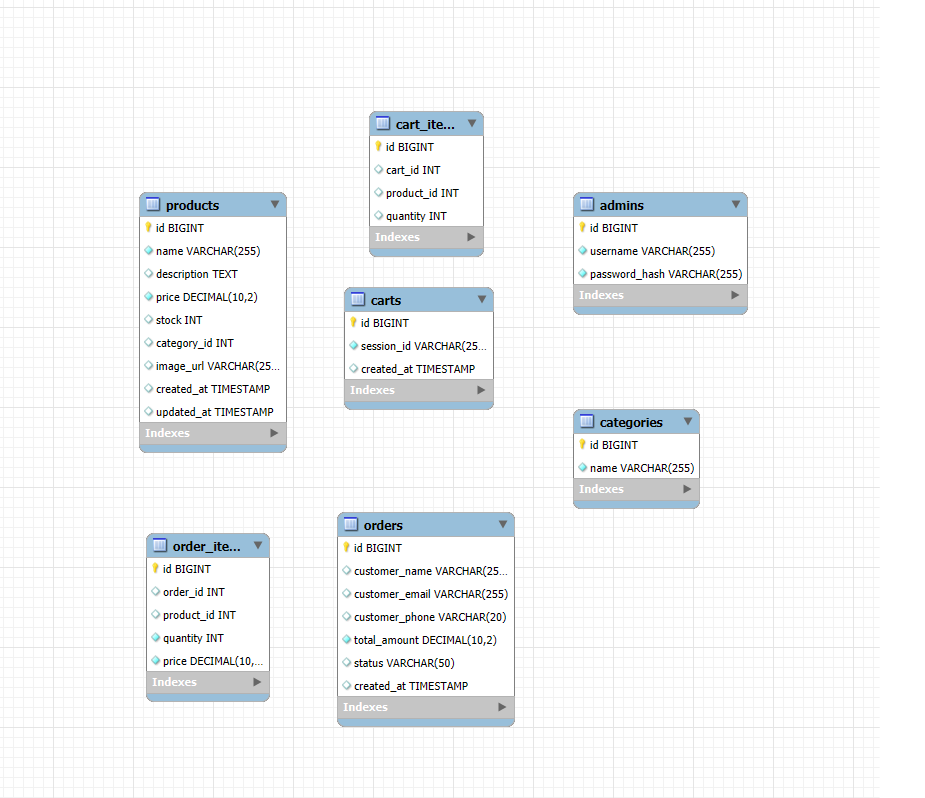 cart_ite...
id BIGINT
cart_id INT
product_id INT
quantity INT
Indexes
products
id BIGINT
name VARCHAR(255)
description TEXT
price DECIMAL(10,2)
stock INT
category_id INT
image_url VARCHAR(25...
created_at TIMESTAMP
updated_at TIMESTAMP
Indexes
admins
id BIGINT
username VARCHAR(255)
password_hash VARCHAR(255)
Indexes
carts
id BIGINT
session_id VARCHAR(25...
created_at TIMESTAMP
Indexes
categories
id BIGINT
name VARCHAR(255)
Indexes
orders
id BIGINT
customer_name VARCHAR(25...
customer_email VARCHAR(255)
customer_phone VARCHAR(20)
total_amount DECIMAL(10,2)
status VARCHAR(50)
created_at TIMESTAMP
Indexes
order_ite...
id BIGINT
order_id INT
product_id INT
quantity INT
price DECIMAL(10,...
Indexes